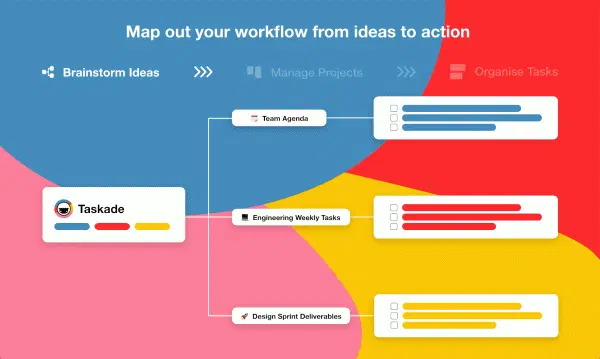 Map out your workflow from ideas to action
Brainstorm Ideas
Manage Projects
Organise Tasks
Team Agenda
Taskade
Engineering Weekly Tasks
Design Sprint Deliverables